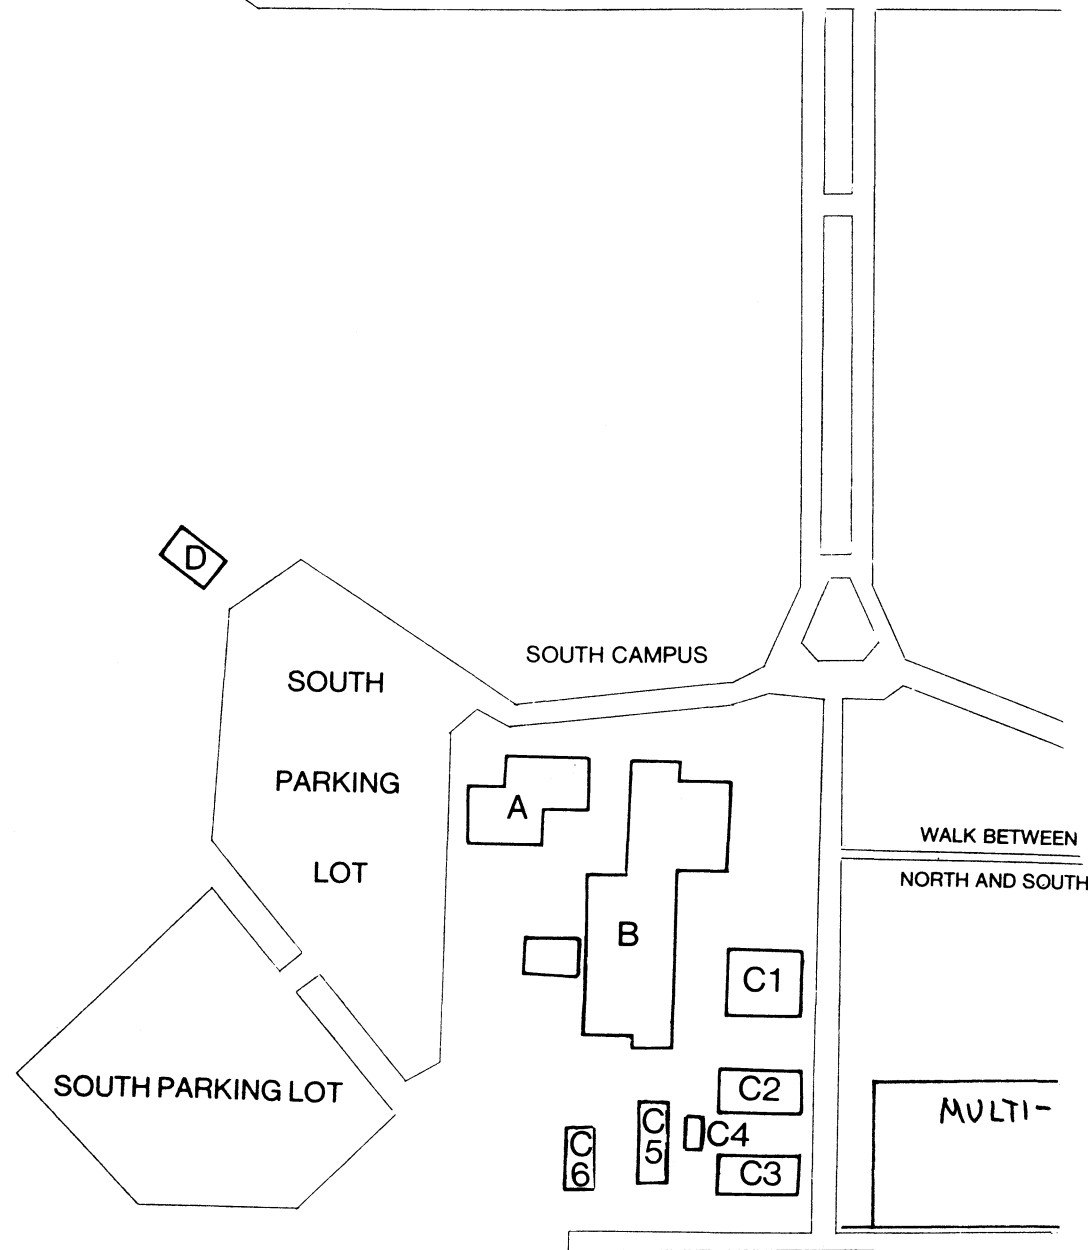 D
SOUTH CAMPUS
SOUTH
PARKING
LOT
A
WALK BETWEEN
NORTH AND SOUTH
B
C1
SOUTH PARKING LOT
C2
MULTI-
C
5
C4
C
6
C3